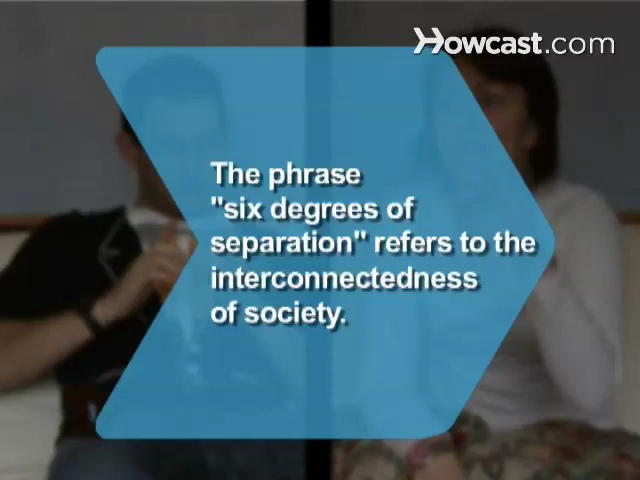 Howcast.com
The phrase
"six degrees of
separation" refers to the
interconnectedness
of society.